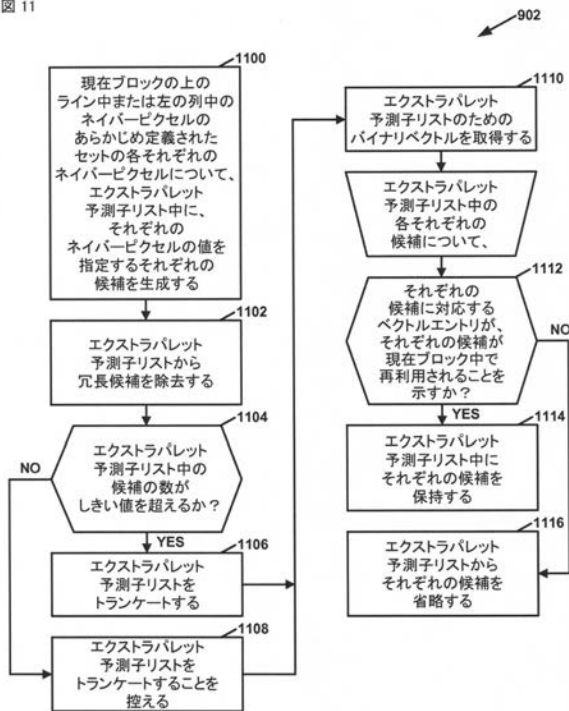 図 11
902
1100
現在ブロックの上の
ライン中または左の列中の
ネイバーピクセルの
あらかじめ定義された
セットの各それぞれの
ネイバーピクセルについて、
エクストラパレット
予測子リスト中に、
それぞれの
ネイバーピクセルの値を
指定するそれぞれの
候補を生成する
1102
エクストラパレット
予測子リストから
冗長候補を除去する
1104
エクストラパレット
予測子リスト中の
候補の数が
しきい値を超えるか?
NO
YES
1106
エクストラパレット
予測子リストを
トランケートする
1108
エクストラパレット
予測子リストを
トランケートすることを
控える
1110
エクストラパレット
予測子リストのための
バイナリベクトルを取得する
エクストラパレット
予測子リスト中の
各それぞれの
候補について、
1112
それぞれの
候補に対応する
ベクトルエントリが、
それぞれの候補が
現在ブロック中で
再利用されることを
示すか?
NO
YES
1114
エクストラパレット
予測子リスト中に
それぞれの候補を
保持する
1116
エクストラパレット
予測子リストから
それぞれの候補を
省略する